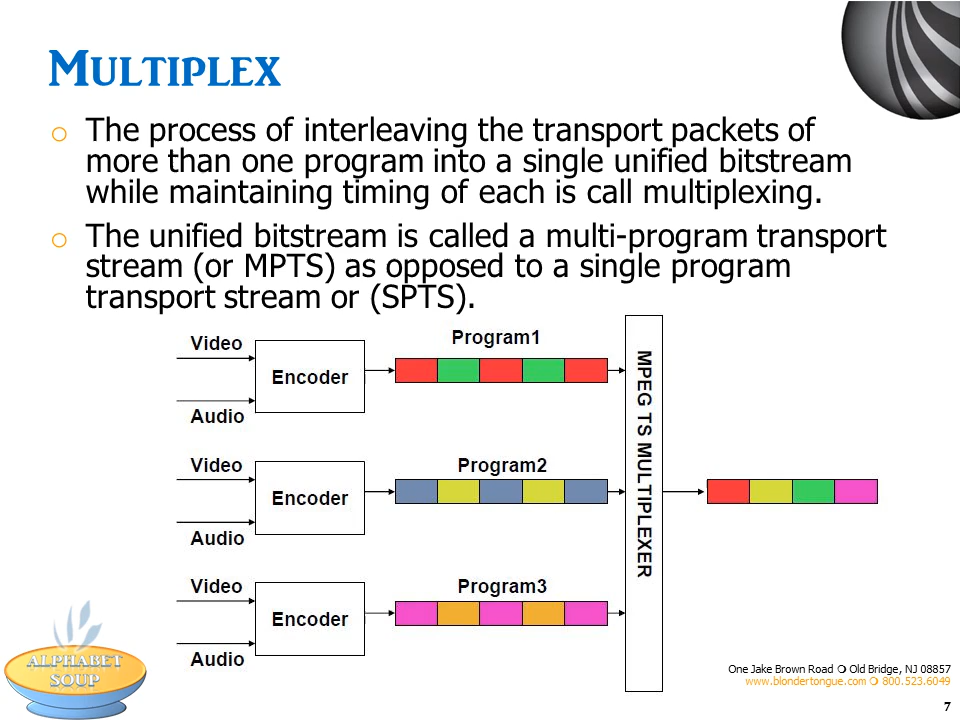 Multiplex
o The process of interleaving the transport packets of
more than one program into a single unified bitstream
while maintaining timing of each is call multiplexing.
o The unified bitstream is called a multi-program transport
stream (or MPTS) as opposed to a single program
transport stream or (SPTS).
Video
Encoder
Audio
Program1
Video
Encoder
Audio
Program2
Video
Encoder
Audio
Program3
MPEG TS MULTIPLEXER
ALPHABET
SOUP
One Jake Brown Road ❍ Old Bridge, NJ 08857
www.blondertongue.com ❍ 800.523.6049
7